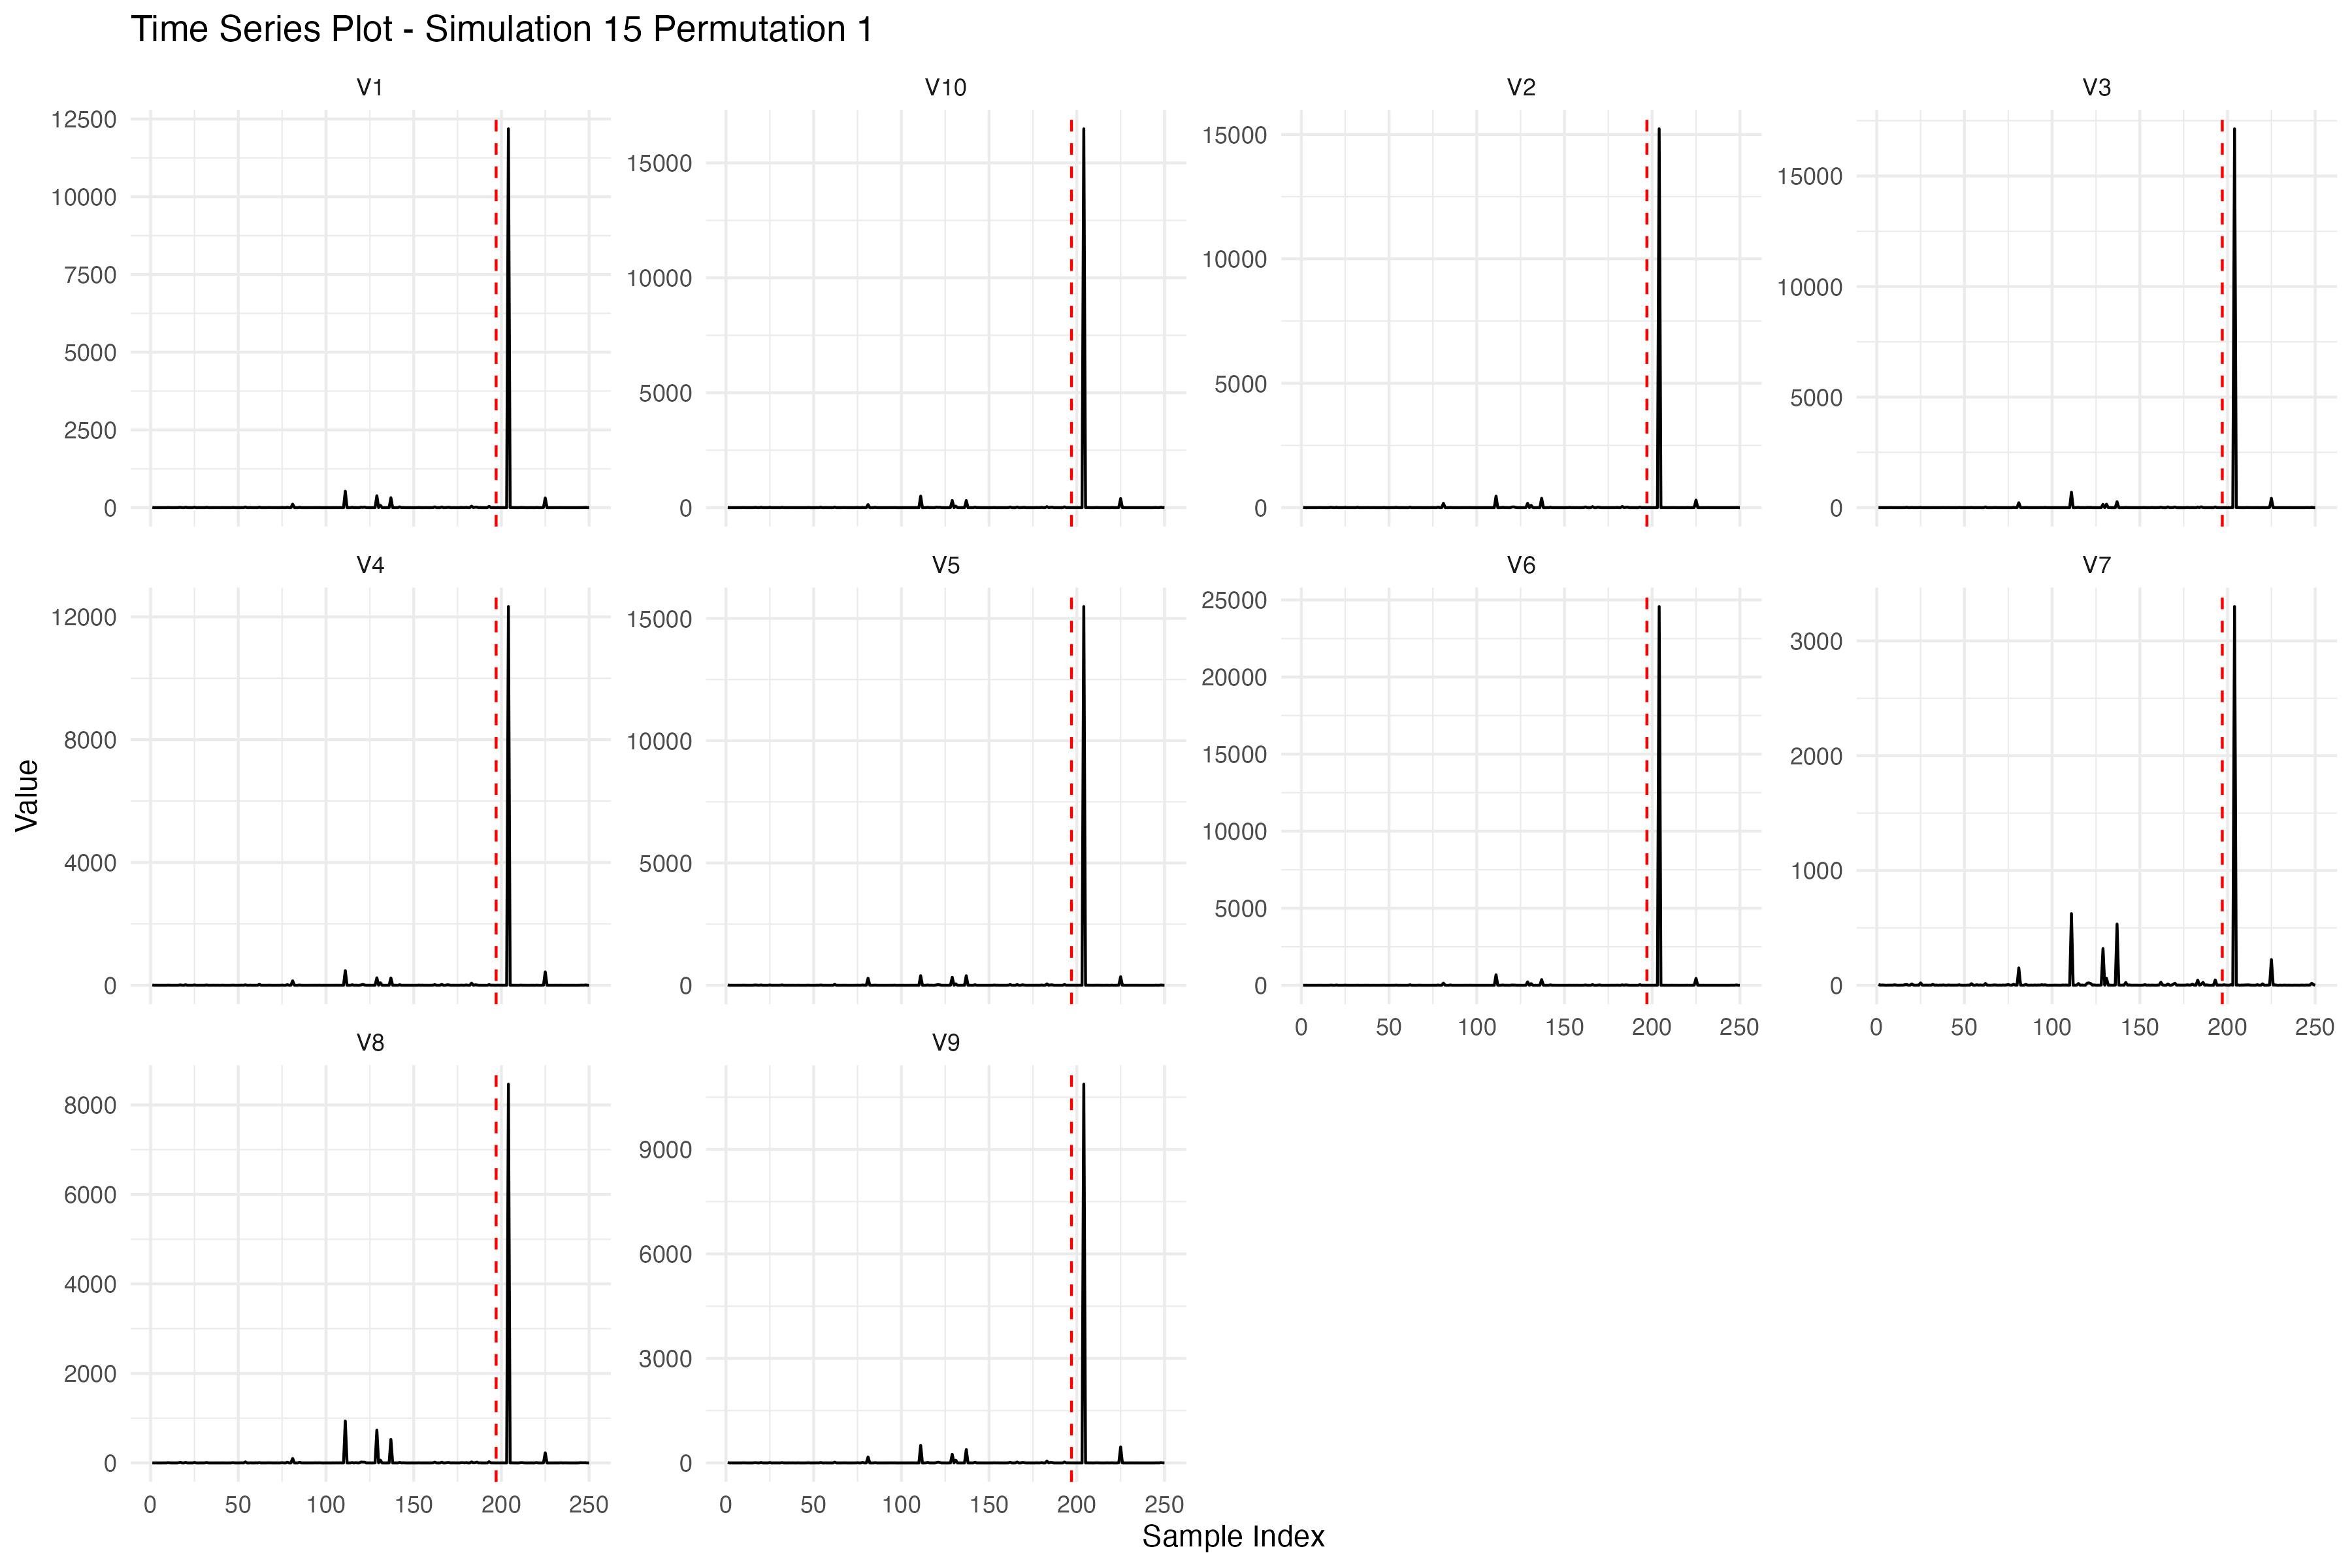 Time Series Plot - Simulation 15 Permutation 1
V1
V10
V2
V3
12500
10000
7500
5000
2500
0
15000
10000
5000
0
15000
10000
5000
0
15000
10000
5000
0
V4
V5
V6
V7
12000
8000
4000
0
15000
10000
5000
0
25000
20000
15000
10000
5000
0
3000
2000
1000
0
0 50 100 150 200 250
0 50 100 150 200 250
V8
V9
8000
6000
4000
2000
0
9000
6000
3000
0
0 50 100 150 200 250
0 50 100 150 200 250
Value
Sample Index